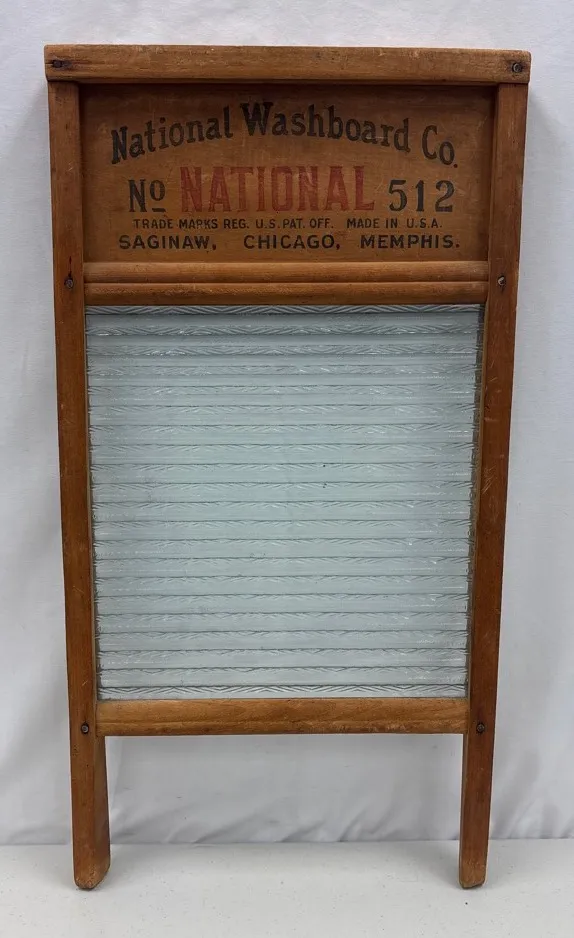 National Washboard Co.
No NATIONAL 512
TRADE MARKS REG. U.S. PAT. OFF. MADE IN U.S.A.
SAGINAW, CHICAGO, MEMPHIS.